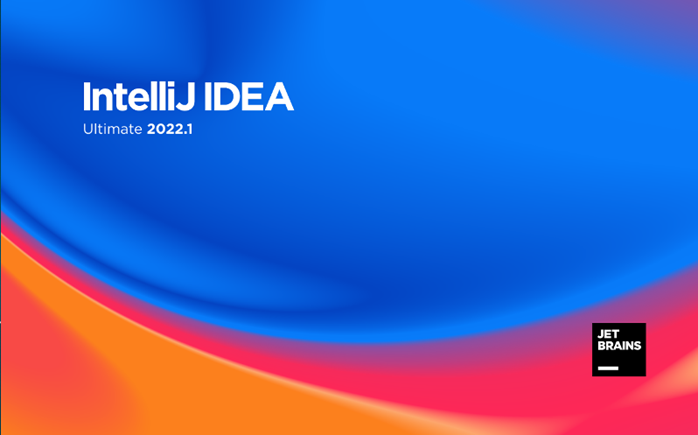 IntelliJ IDEA
Ultimate 2022.1
JET
BRAINS